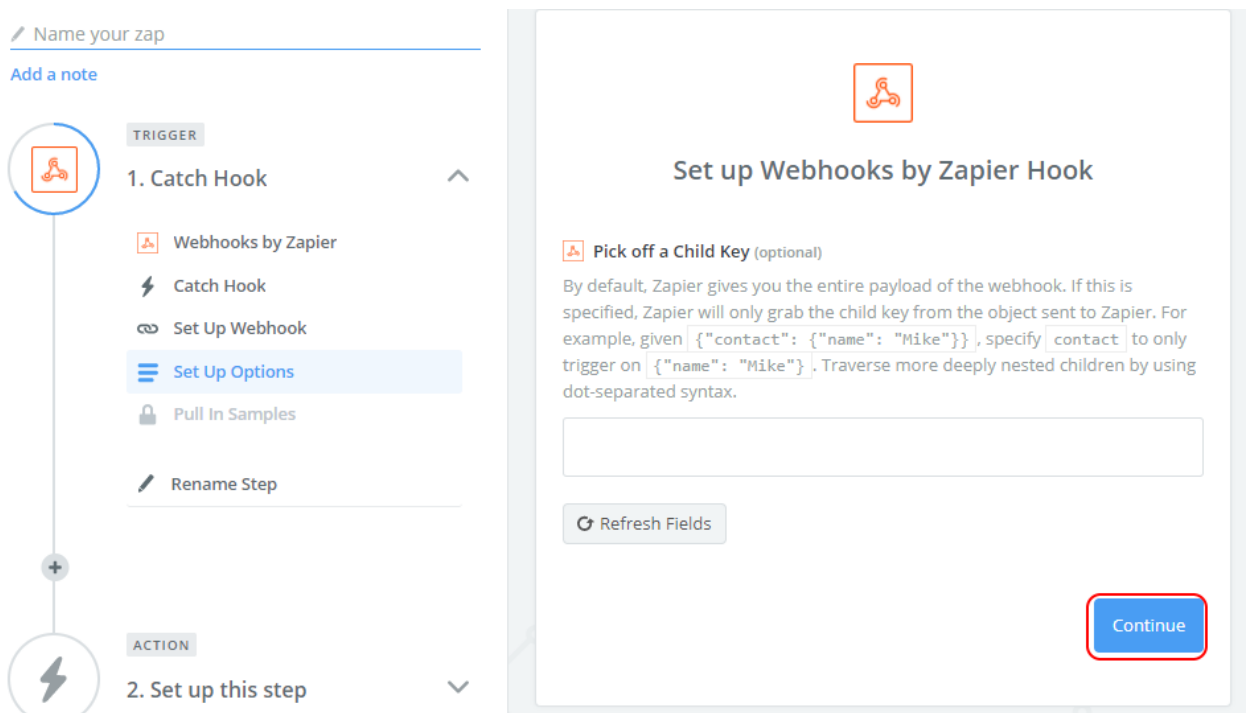 Name your zap
Add a note
TRIGGER
1. Catch Hook
Webhooks by Zapier
Catch Hook
Set Up Webhook
Set Up Options
Pull In Samples
Rename Step
ACTION
2. Set up this step
Set up Webhooks by Zapier Hook
Pick off a Child Key (optional)
By default, Zapier gives you the entire payload of the webhook. If this is
specified, Zapier will only grab the child key from the object sent to Zapier. For
example, given {"contact": {"name": "Mike"}} , specify contact to only
trigger on {"name": "Mike"} . Traverse more deeply nested children by using
dot-separated syntax.
Refresh Fields
Continue